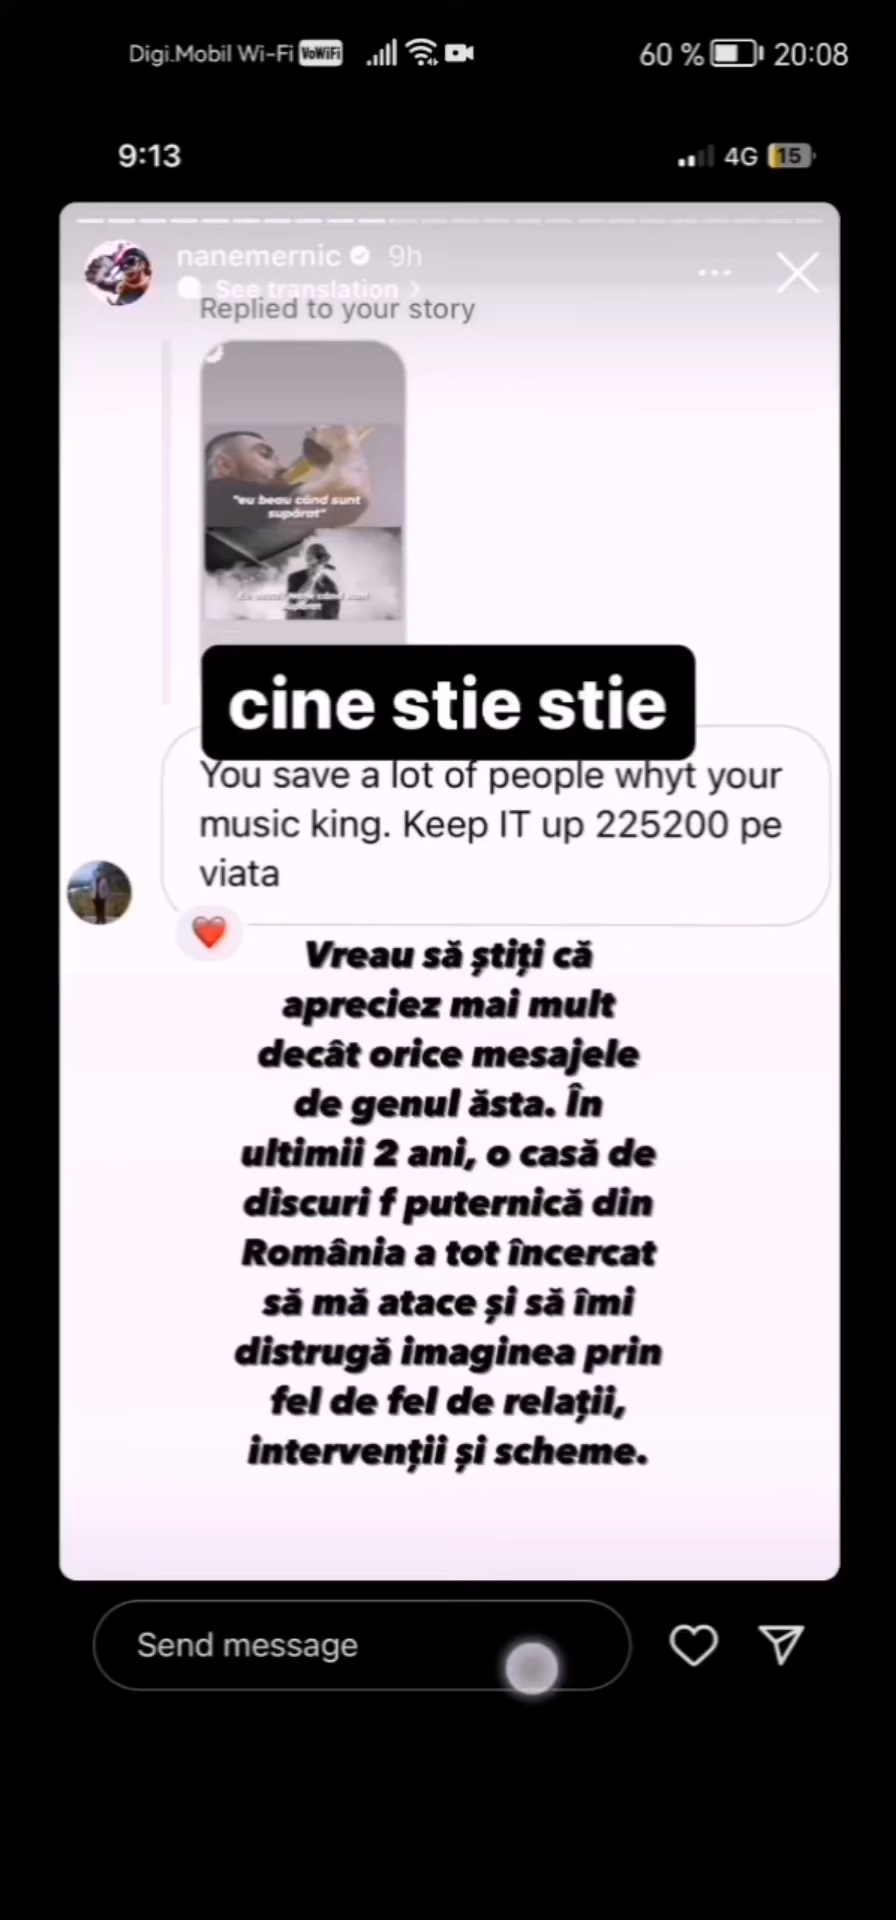 Digi.Mobil Wi-Fi VoWiFi 60 % 20:08
9:13 4G 15
nanemernic 9h
See translation
Replied to your story
"eu beau când sunt
supărat"
când sunt
supărat
cine stie stie
You save a lot of people whyt your
music king. Keep IT up 225200 pe
viata
Vreau să știți că
apreciez mai mult
decât orice mesajele
de genul ăsta. În
ultimii 2 ani, o casă de
discuri f puternică din
România a tot încercat
să mă atace și să îmi
distrugă imaginea prin
fel de fel de relații,
intervenții și scheme.
Send message